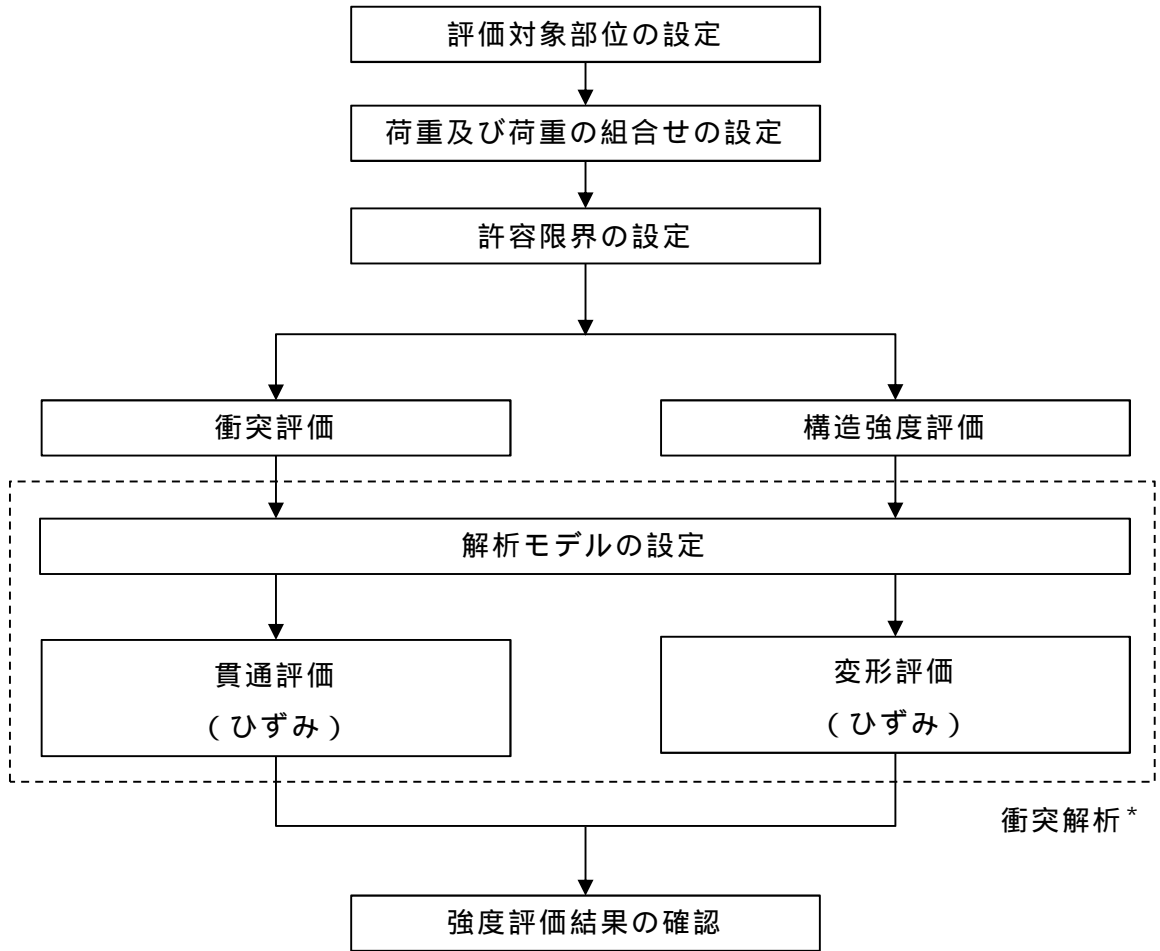 評価対象部位の設定
荷重及び荷重の組合せの設定
許容限界の設定
衝突評価
構造強度評価
解析モデルの設定
貫通評価
（ひずみ）
変形評価
（ひずみ）
衝突解析*
強度評価結果の確認